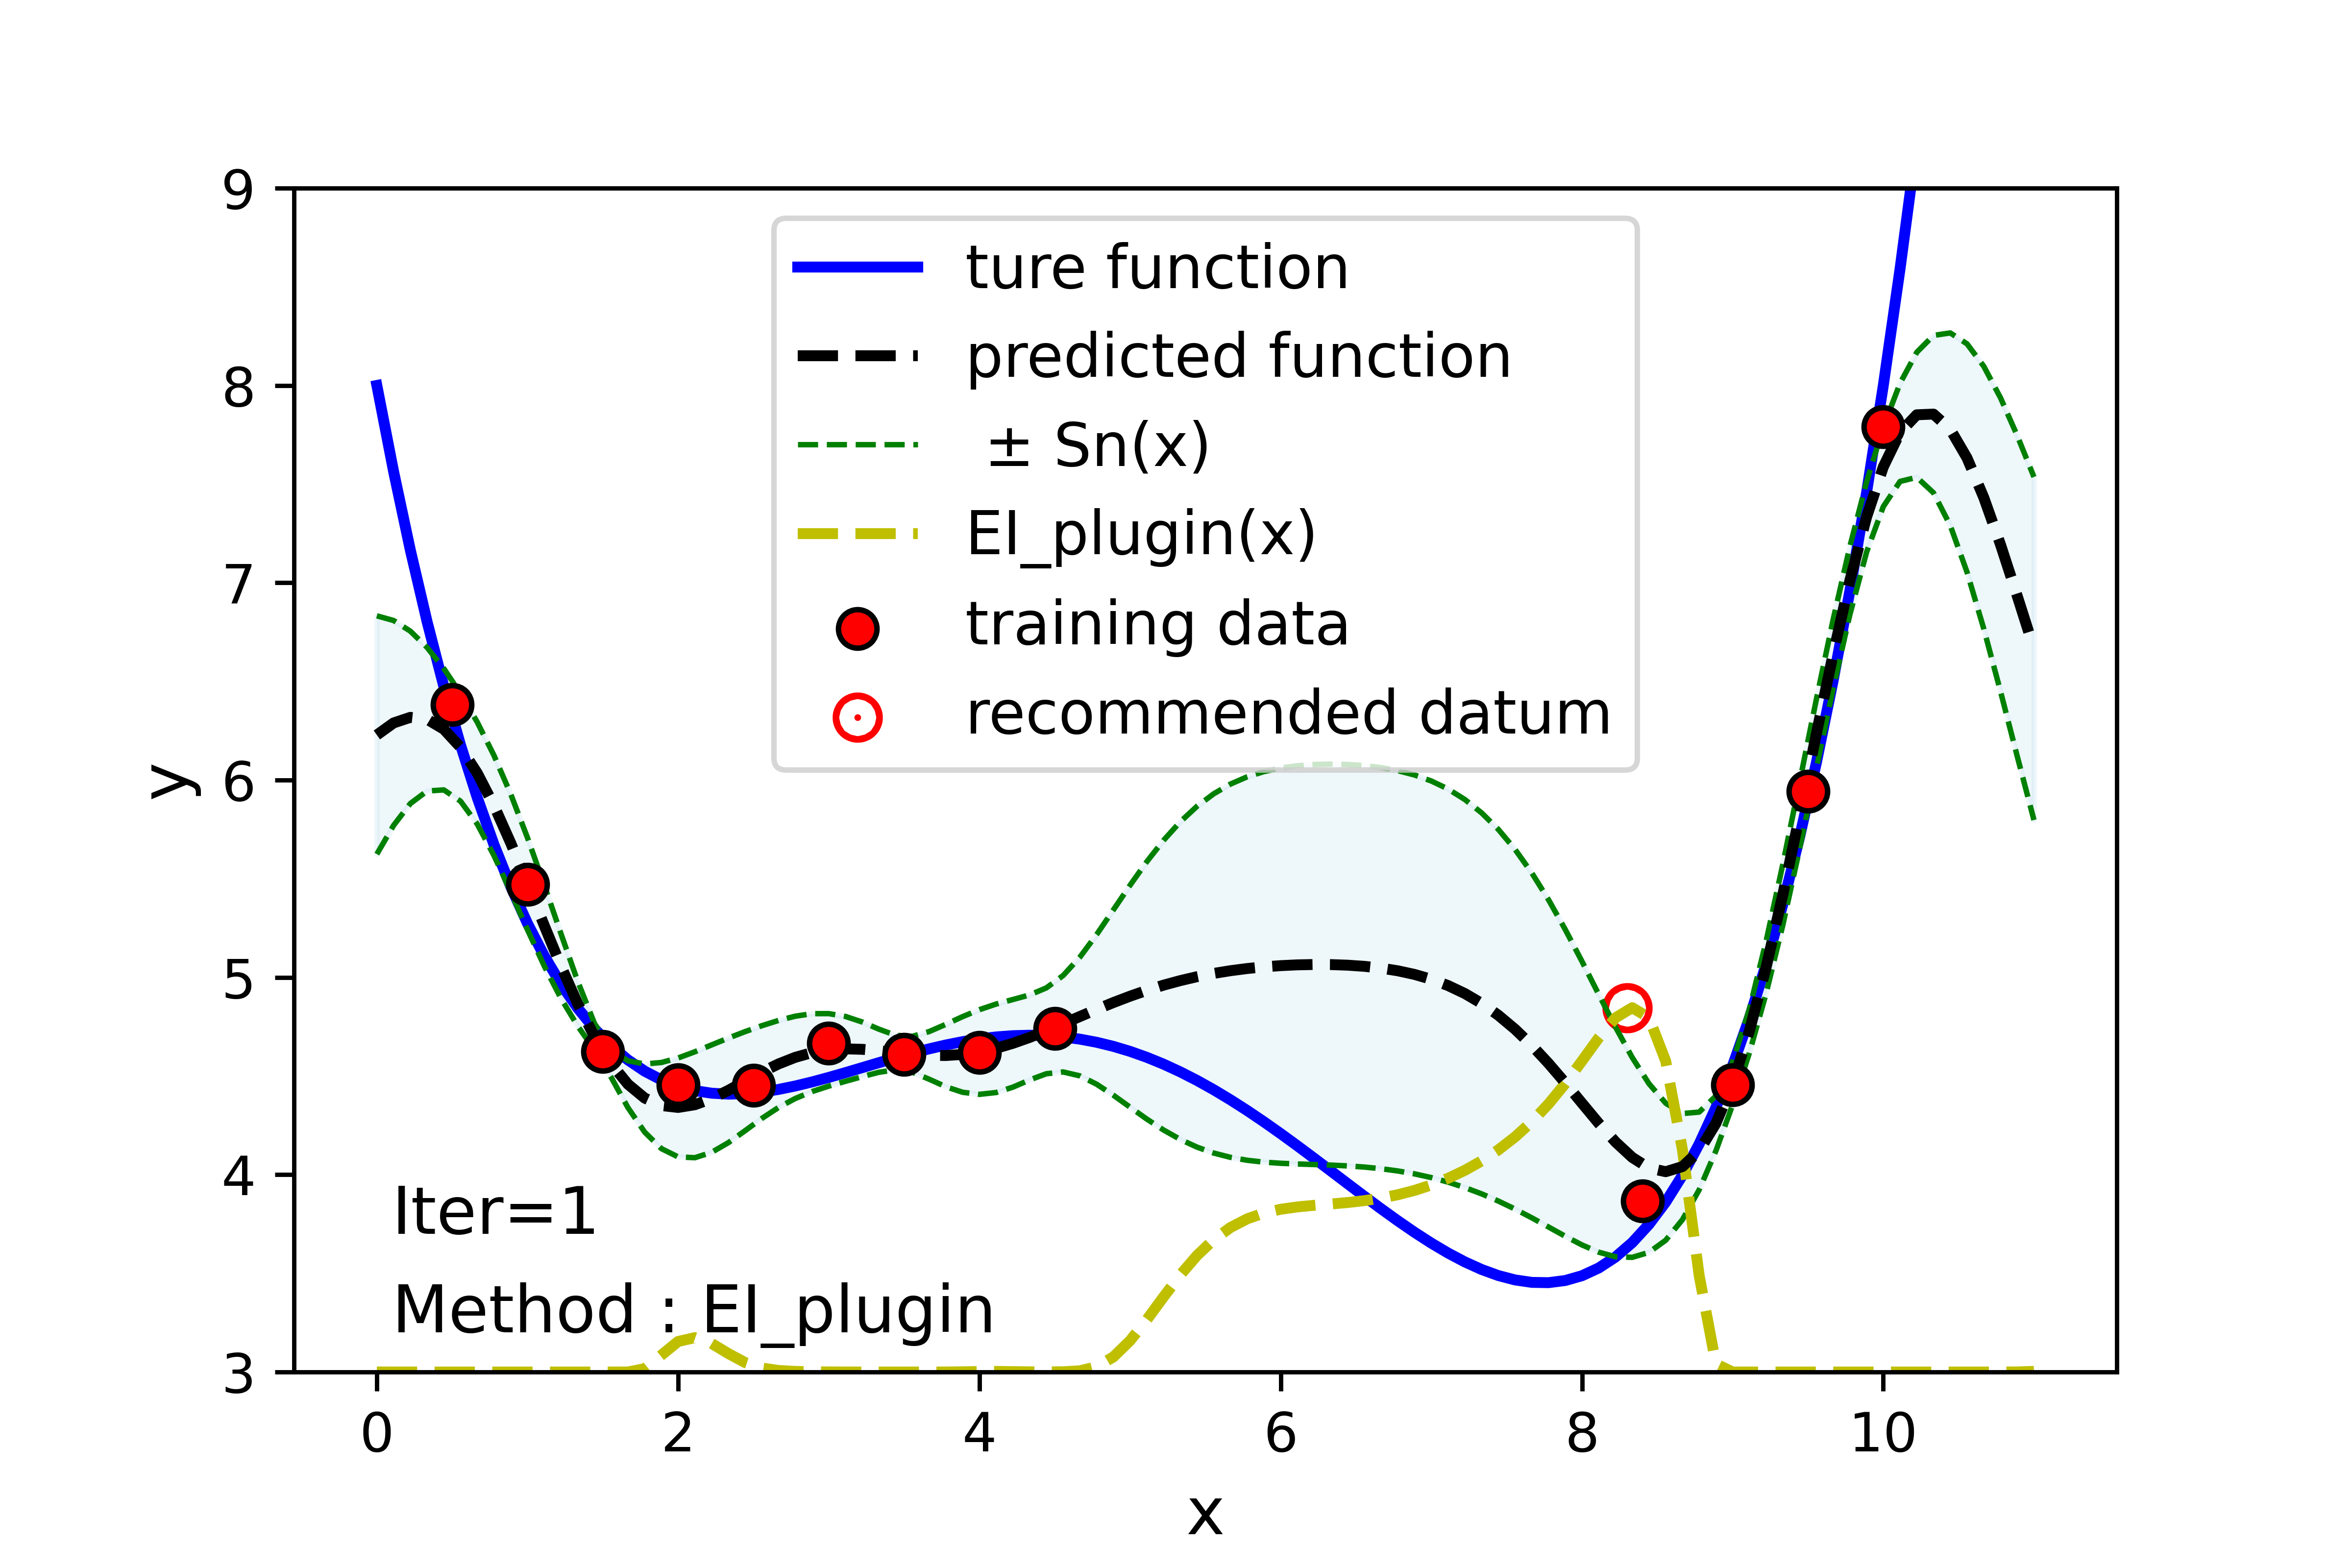 9
8
7
6
5
4
3
y
ture function
predicted function
± Sn(x)
EI_plugin(x)
training data
recommended datum
Iter=1
Method : EI_plugin
0 2 4 6 8 10
x